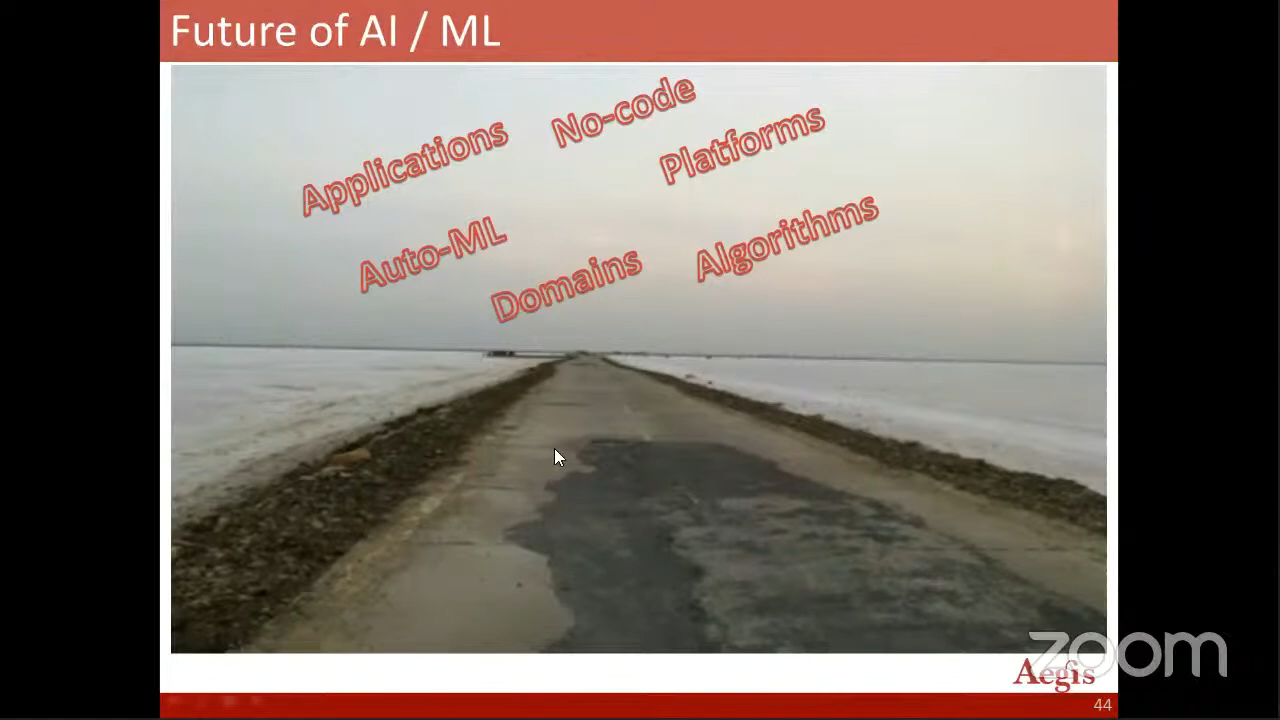 Future of AI / ML
No-code
Applications
Platforms
Auto-ML
Algorithms
Domains
zoom
Aegis
44